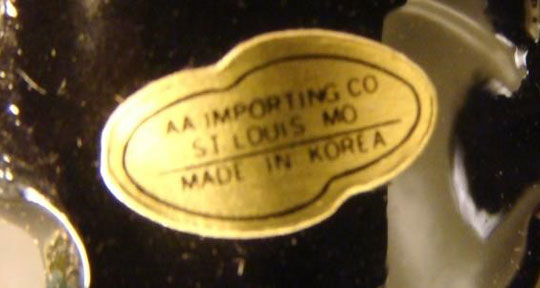 AA IMPORTING CO
ST. LOUIS MO
MADE IN KOREA